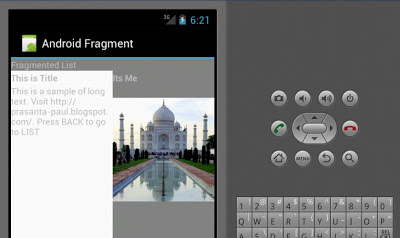 3G 6:21
Android Fragment
Fragmented List
This is Title
Its Me
This is a sample of long
text. Visit http://
prasanta-paul.blogspot.
com/. Press BACK to go
to LIST
MENU
1 2 3 4 5 6 7 8 9 0
Q W E R T Y U I O P
A S D F G H J K L DEL